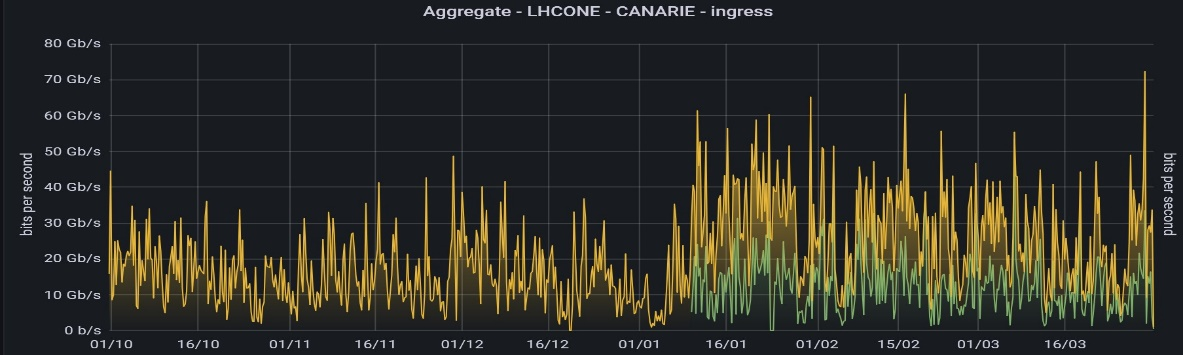 Aggregate - LHCONE - CANARIE - ingress
80 Gb/s
70 Gb/s
60 Gb/s
50 Gb/s
40 Gb/s
30 Gb/s
20 Gb/s
10 Gb/s
0 b/s
bits per second
bits per second
01/10 16/10 01/11 16/11 01/12 16/12 01/01 16/01 01/02 15/02 01/03 16/03